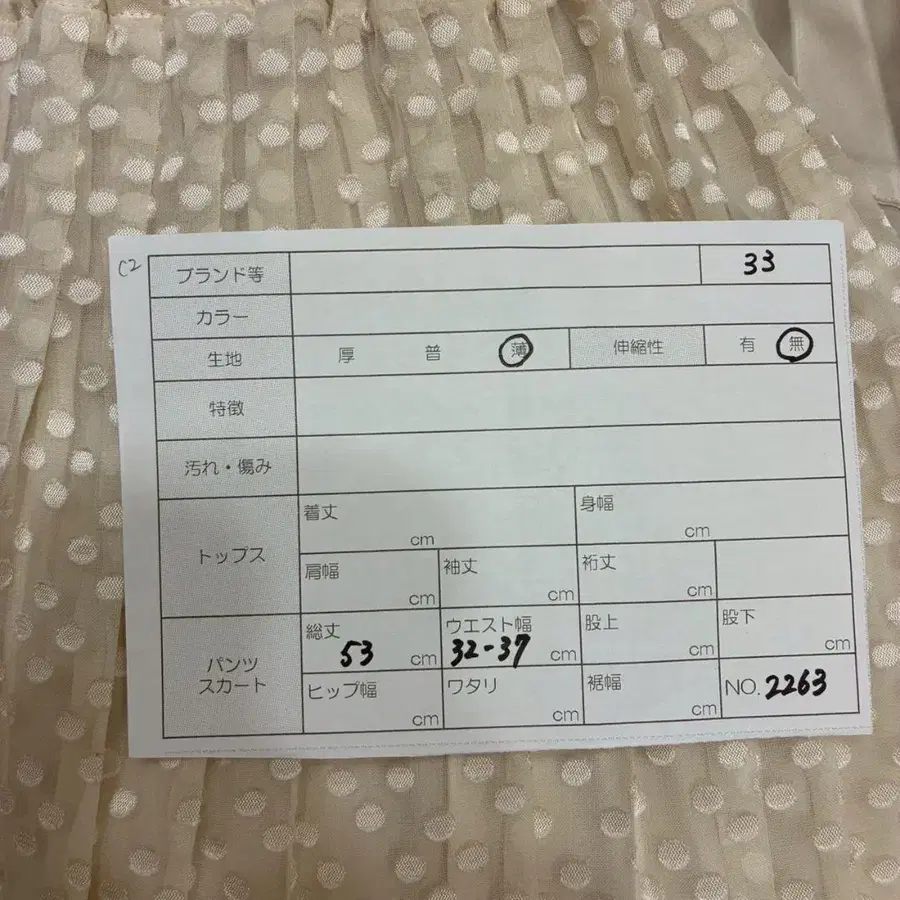 C2
ブランド等 33
カラー
生地 厚 普 薄 伸縮性 有 無
特徴
汚れ・傷み
トップス
着丈 cm 身幅 cm
肩幅 cm 袖丈 cm 裄丈 cm
パンツ
スカート
総丈 53 cm ウエスト幅 32-37 cm 股上 cm 股下 cm
ヒップ幅 cm ワタリ cm 裾幅 cm NO. 2263